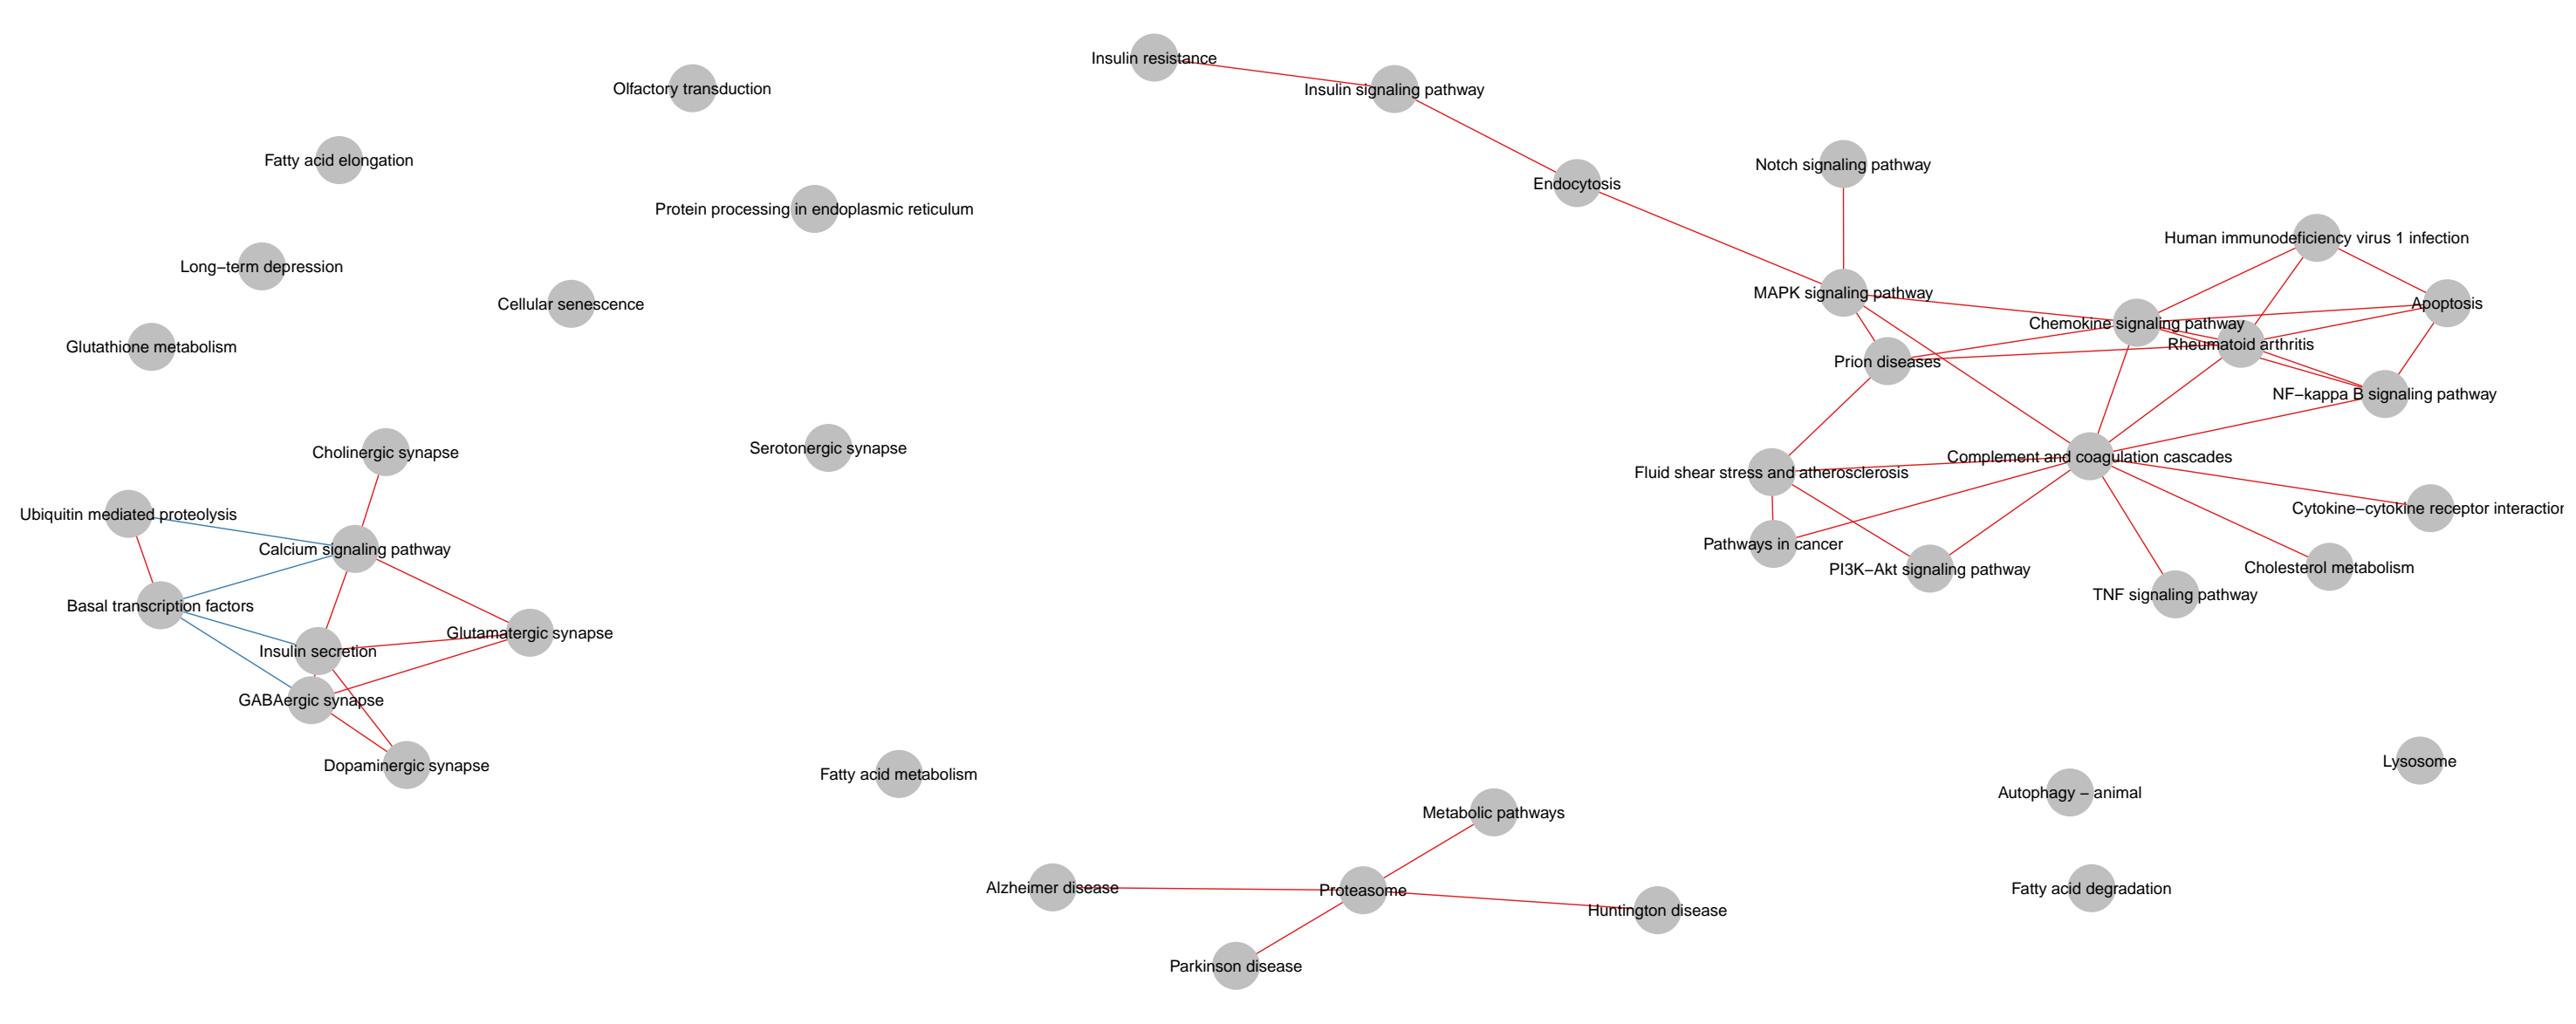 Insulin resistance
Olfactory transduction
Insulin signaling pathway
Fatty acid elongation
Notch signaling pathway
Endocytosis
Protein processing in endoplasmic reticulum
Human immunodeficiency virus 1 infection
Long−term depression
MAPK signaling pathway
Cellular senescence
Apoptosis
Chemokine signaling pathway
Glutathione metabolism
Rheumatoid arthritis
Prion diseases
NF−kappa B signaling pathway
Cholinergic synapse
Serotonergic synapse
Complement and coagulation cascades
Fluid shear stress and atherosclerosis
Cytokine−cytokine receptor interaction
Ubiquitin mediated proteolysis
Pathways in cancer
Calcium signaling pathway
Cholesterol metabolism
PI3K−Akt signaling pathway
TNF signaling pathway
Basal transcription factors
Glutamatergic synapse
Insulin secretion
GABAergic synapse
Lysosome
Dopaminergic synapse
Fatty acid metabolism
Autophagy − animal
Metabolic pathways
Alzheimer disease
Fatty acid degradation
Proteasome
Huntington disease
Parkinson disease